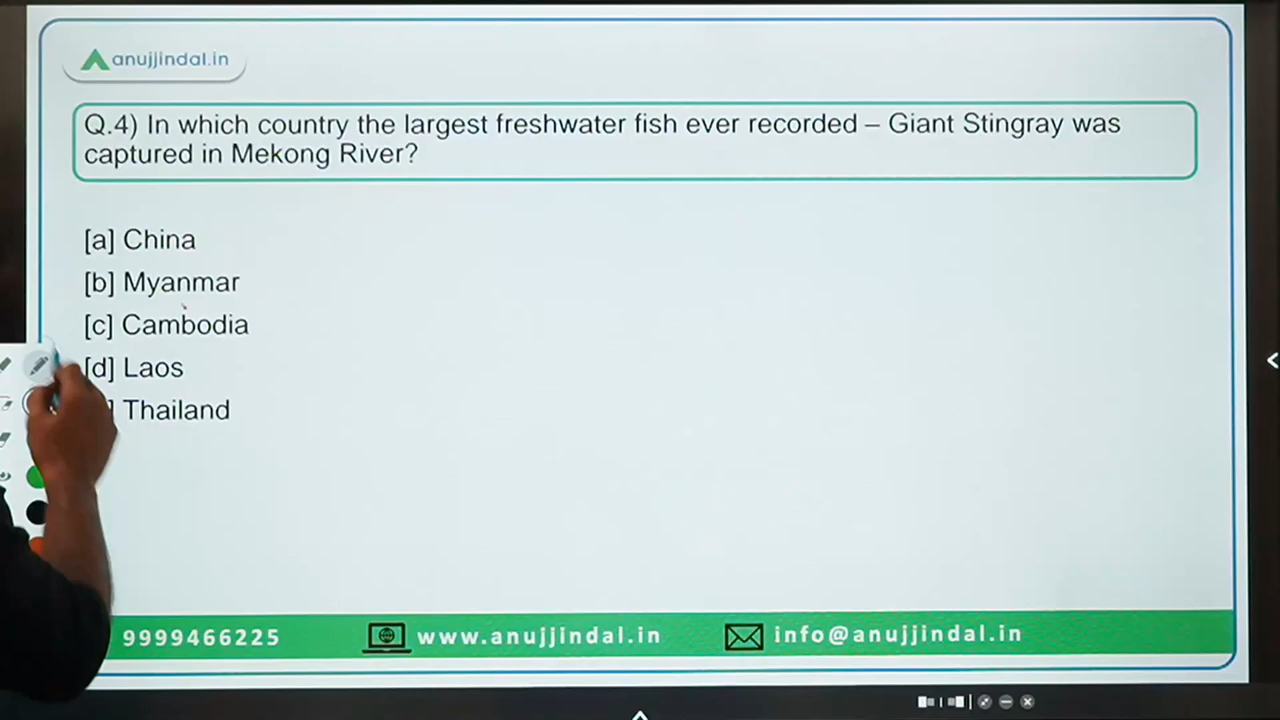 anujjindal.in
Q.4) In which country the largest freshwater fish ever recorded – Giant Stingray was
captured in Mekong River?
[a] China
[b] Myanmar
[c] Cambodia
[d] Laos
] Thailand
9999466225 www.anujjindal.in info@anujjindal.in